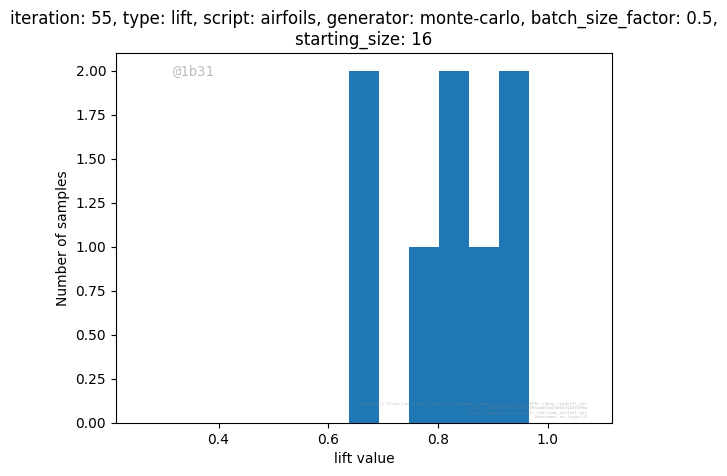 iteration: 55, type: lift, script: airfoils, generator: monte-carlo, batch_size_factor: 0.5,
starting_size: 16
@1b31
2.00
1.75
1.50
1.25
1.00
0.75
0.50
0.25
0.00
Number of samples
0.4 0.6 0.8 1.0
lift value